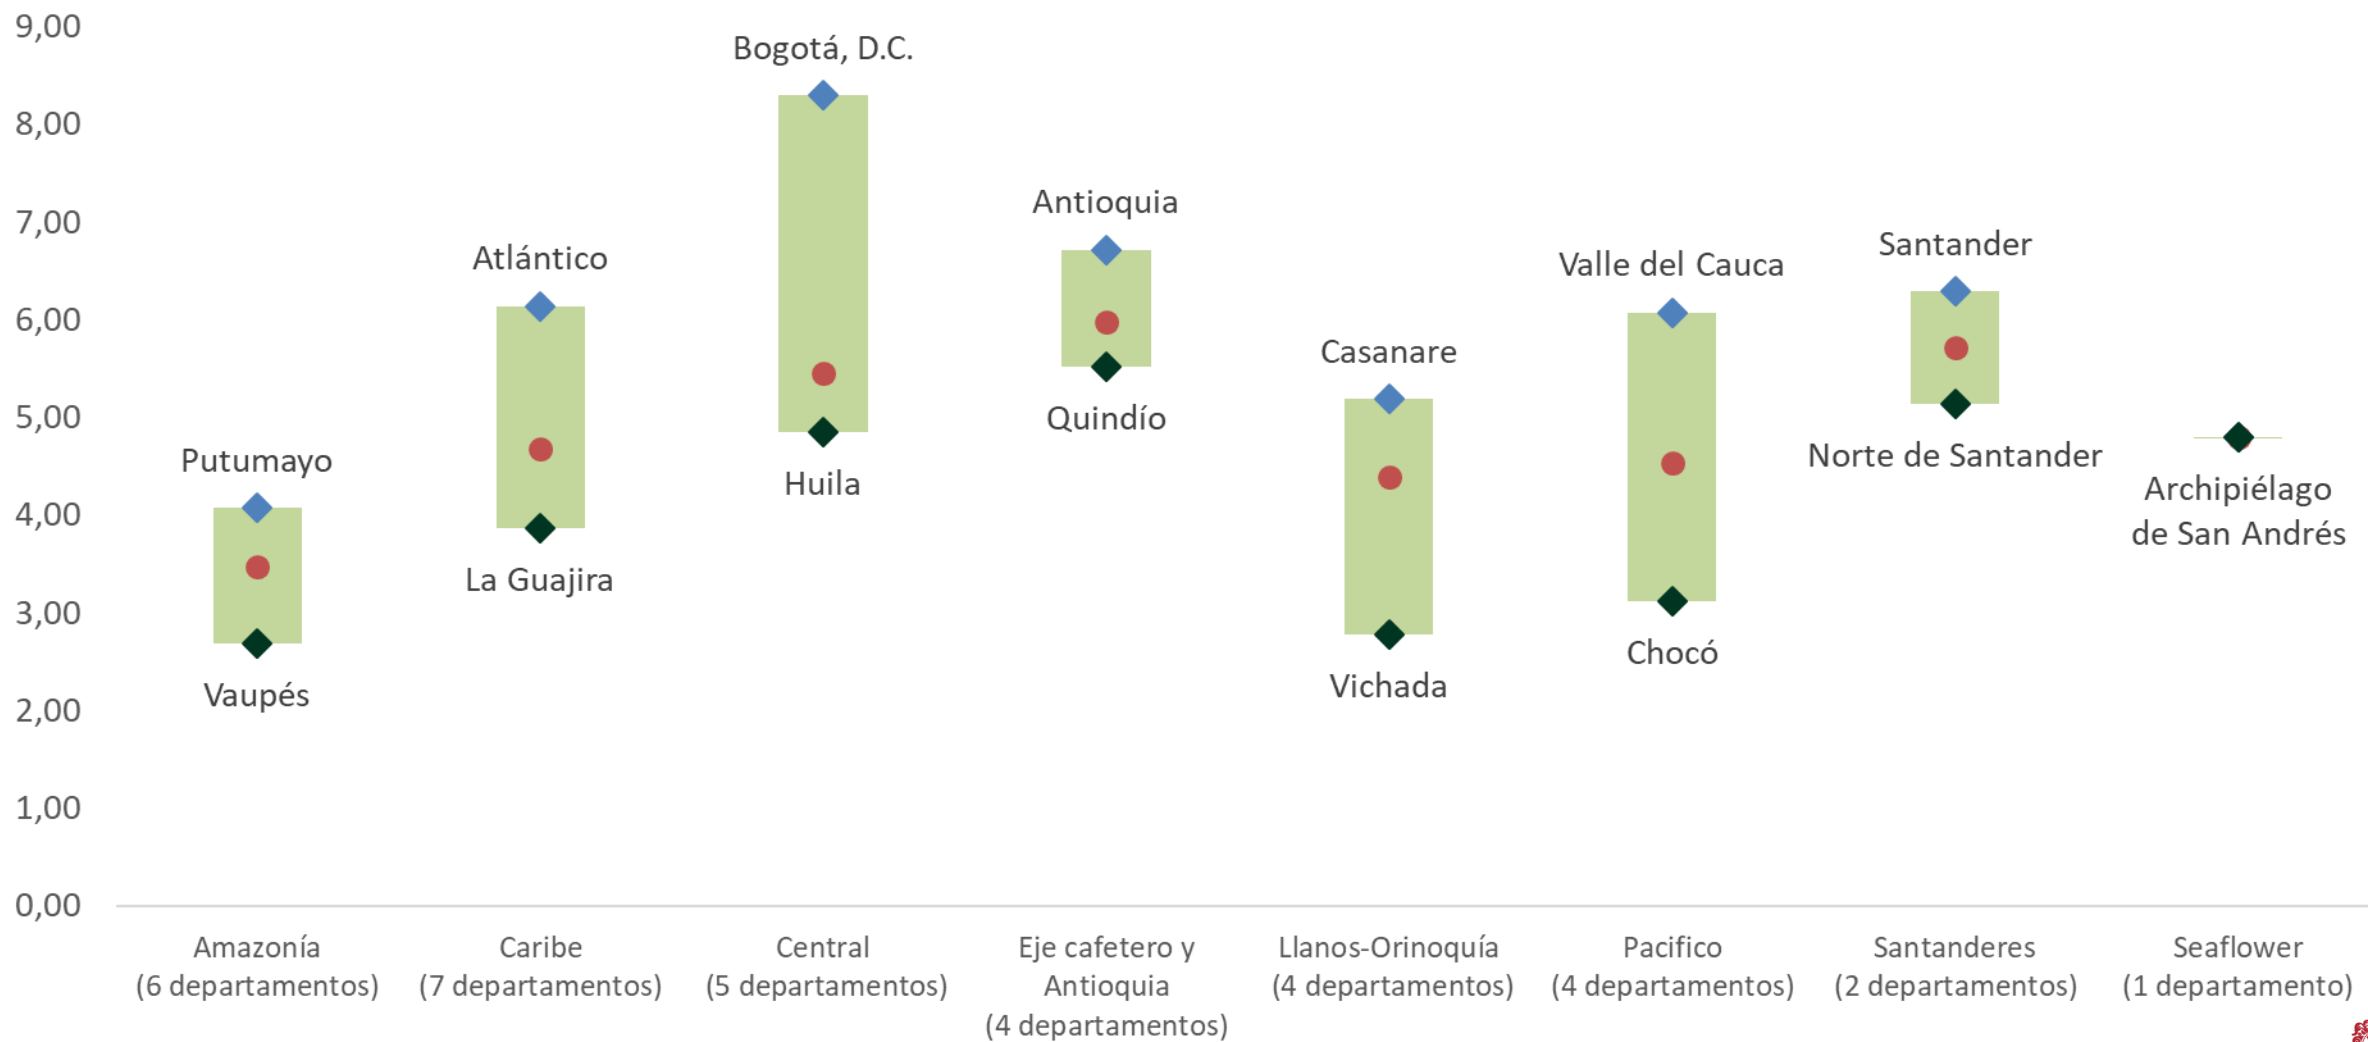 9,00
8,00
7,00
6,00
5,00
4,00
3,00
2,00
1,00
0,00
Putumayo
Vaupés
Atlántico
La Guajira
Bogotá, D.C.
Huila
Antioquia
Quindío
Casanare
Vichada
Valle del Cauca
Chocó
Santander
Norte de Santander
Archipiélago
de San Andrés
Amazonía
(6 departamentos)
Caribe
(7 departamentos)
Central
(5 departamentos)
Eje cafetero y
Antioquia
(4 departamentos)
Llanos-Orinoquía
(4 departamentos)
Pacifico
(4 departamentos)
Santanderes
(2 departamentos)
Seaflower
(1 departamento)